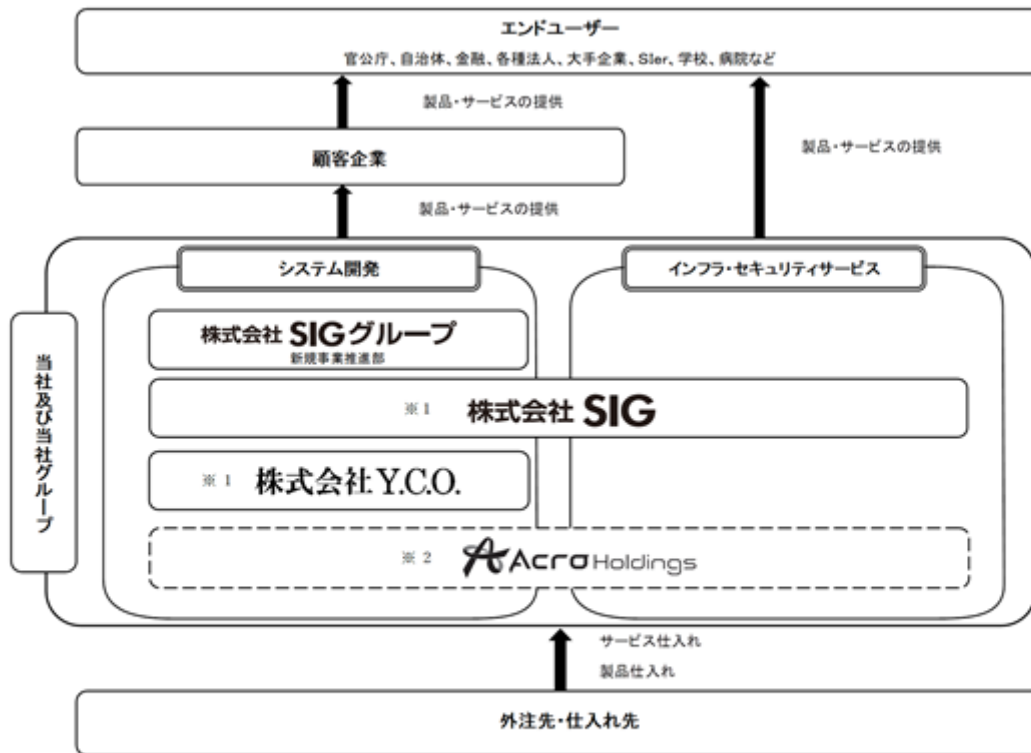 エンドユーザー
官公庁、自治体、金融、各種法人、大手企業、SIer、学校、病院など
製品・サービスの提供
製品・サービスの提供
顧客企業
製品・サービスの提供
システム開発
インフラ・セキュリティサービス
当社及び当社グループ
株式会社 SIGグループ
新規事業推進部
※1 株式会社 SIG
※1 株式会社 Y.C.O.
※2 Acro Holdings
サービス仕入れ
製品仕入れ
外注先・仕入れ先